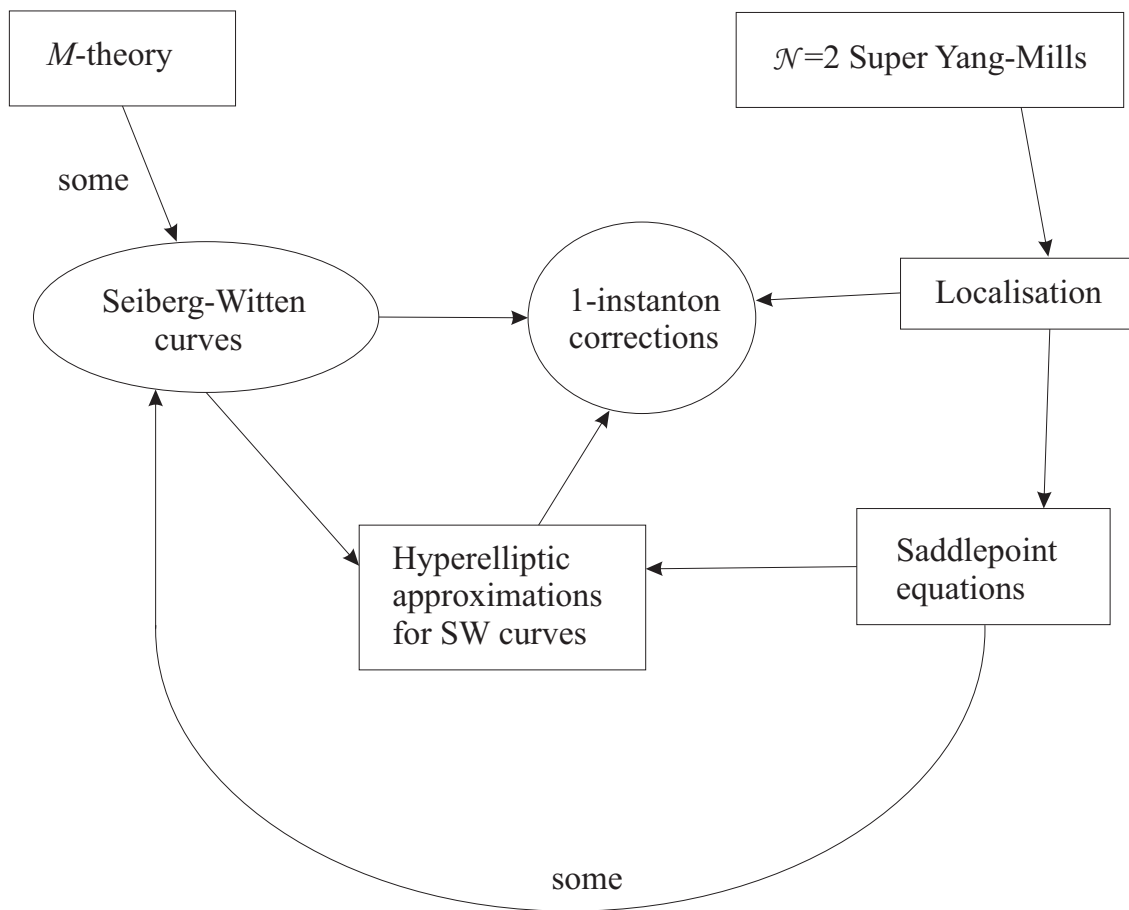 M-theory
𝒩=2 Super Yang-Mills
some
Seiberg-Witten
curves
1-instanton
corrections
Localisation
Hyperelliptic
approximations
for SW curves
Saddlepoint
equations
some